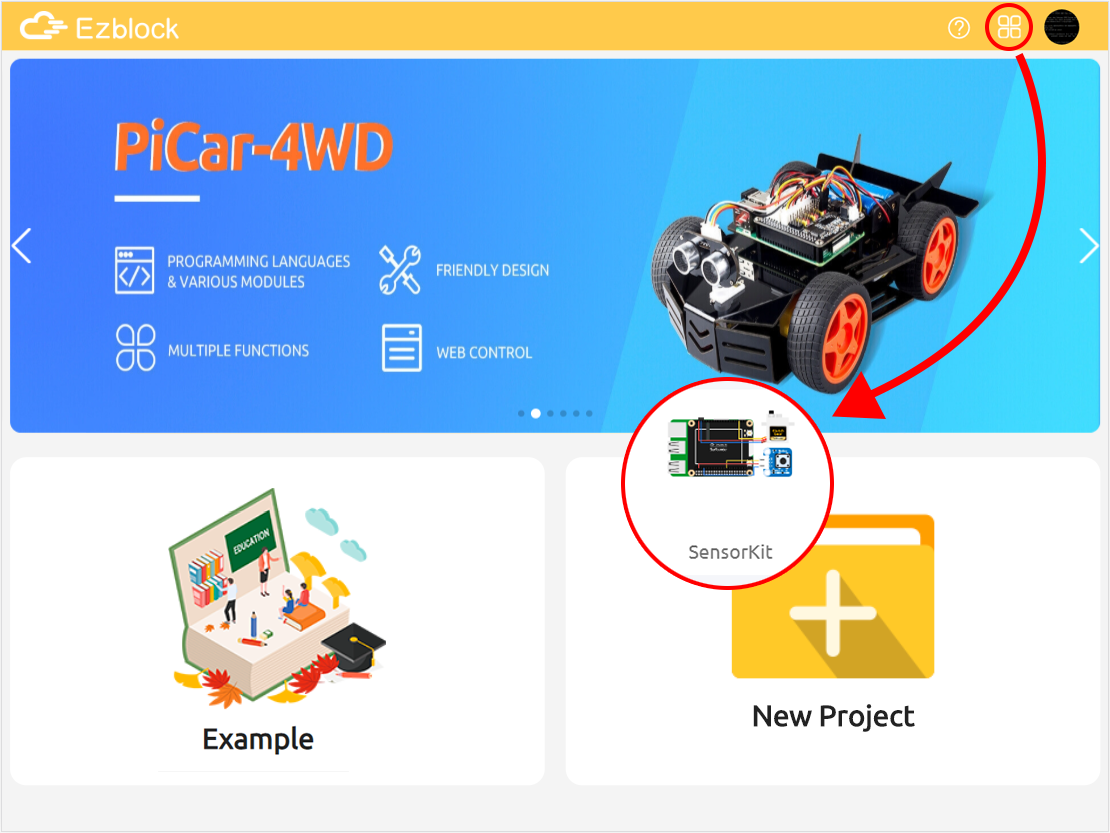 Ezblock
PiCar-4WD
PROGRAMMING LANGUAGES
& VARIOUS MODULES
FRIENDLY DESIGN
MULTIPLE FUNCTIONS
WEB CONTROL
EDUCATION
Example
SensorKit
New Project